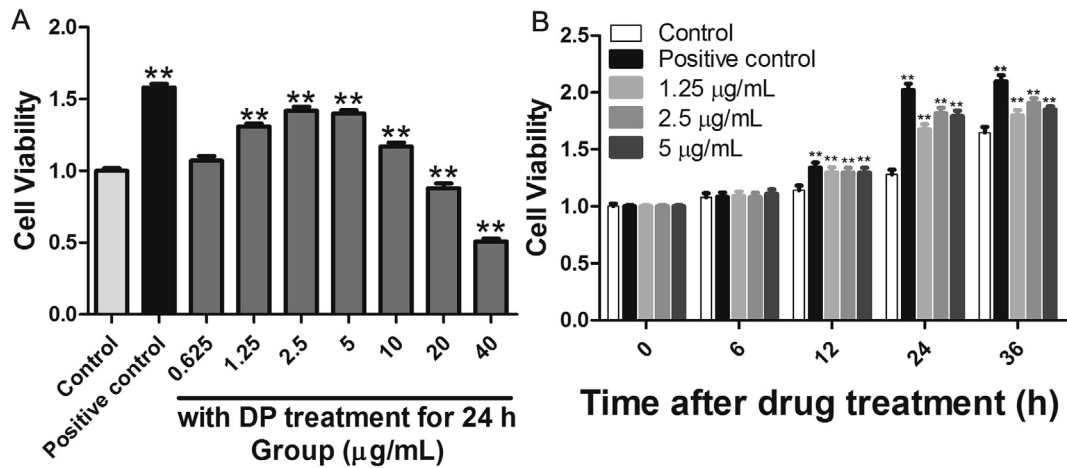 A
Cell Viability
2.0
1.5
1.0
0.5
0.0
**
**
**
**
**
**
**
Control
Positive control
0.625
1.25
2.5
5
10
20
40
with DP treatment for 24 h
Group (μg/mL)
B
Cell Viability
2.5
2.0
1.5
1.0
0.5
0.0
Control
Positive control
1.25 μg/mL
2.5 μg/mL
5 μg/mL
** ** ** **
** ** ** **
** ** ** **
0
6
12
24
36
Time after drug treatment (h)